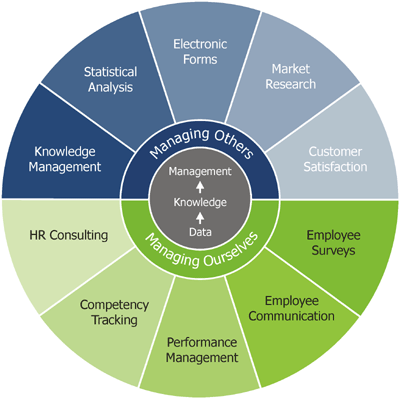 Electronic
Forms
Market
Research
Statistical
Analysis
Knowledge
Management
Customer
Satisfaction
Managing Others
Management
Knowledge
Data
Managing Ourselves
HR Consulting
Employee
Surveys
Competency
Tracking
Employee
Communication
Performance
Management